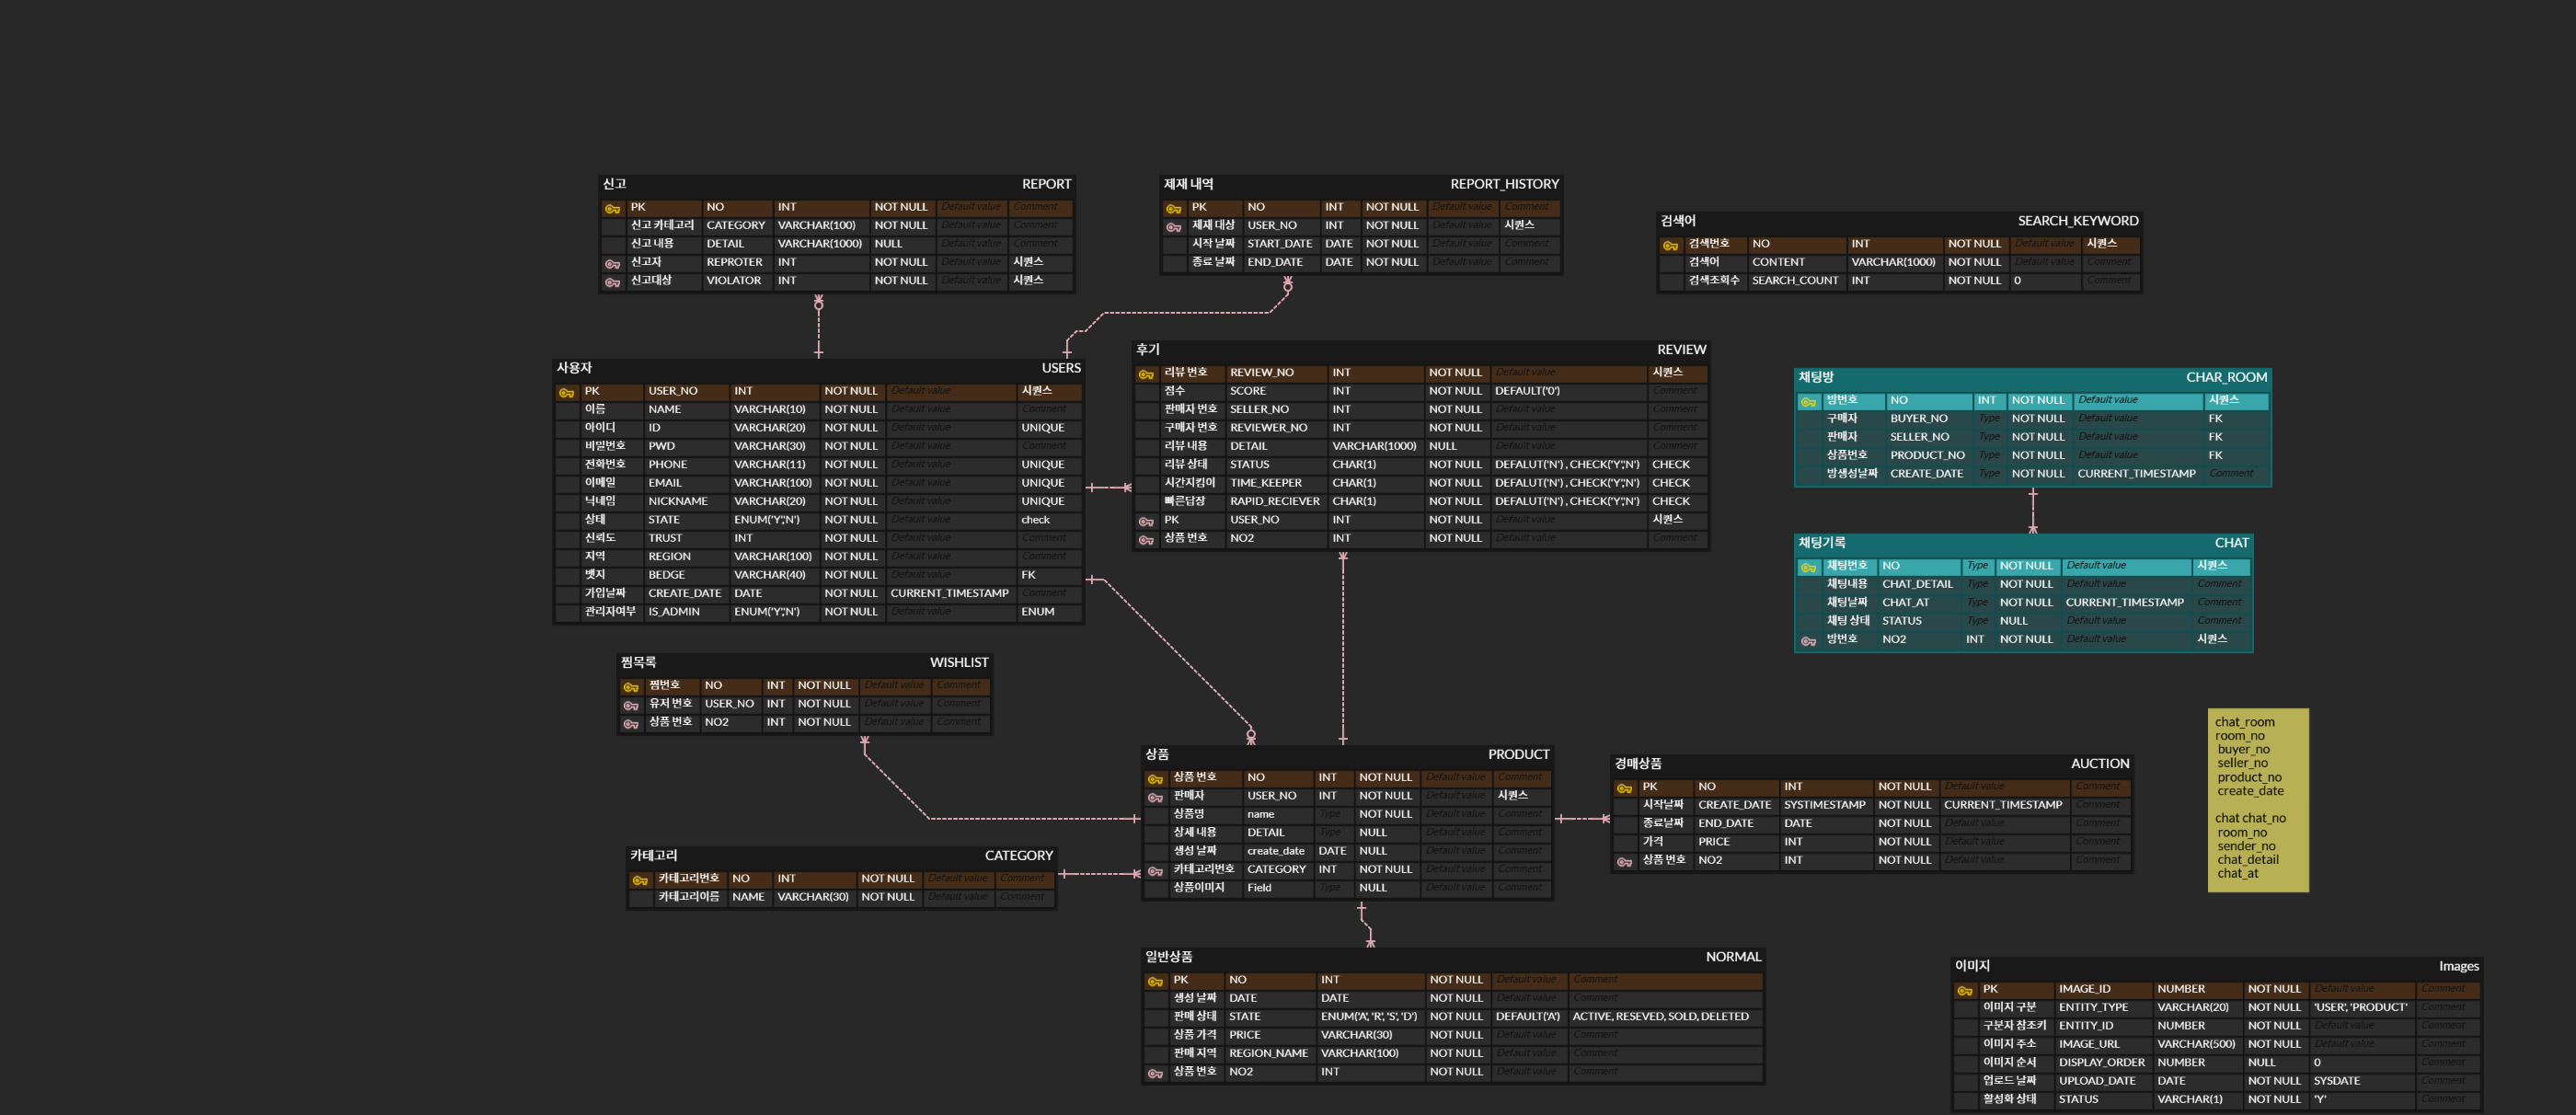 신고 REPORT
PK NO INT NOT NULL Default value Comment
신고 카테고리 CATEGORY VARCHAR(100) NOT NULL Default value Comment
신고 내용 DETAIL VARCHAR(1000) NULL Default value Comment
신고자 REPROTER INT NOT NULL Default value 시퀀스
신고대상 VIOLATOR INT NOT NULL Default value 시퀀스
제재 내역 REPORT_HISTORY
PK NO INT NOT NULL Default value Comment
제재 대상 USER_NO INT NOT NULL Default value 시퀀스
시작 날짜 START_DATE DATE NOT NULL Default value Comment
종료 날짜 END_DATE DATE NOT NULL Default value Comment
검색어 SEARCH_KEYWORD
검색번호 NO INT NOT NULL Default value 시퀀스
검색어 CONTENT VARCHAR(1000) NOT NULL Default value Comment
검색조회수 SEARCH_COUNT INT NOT NULL 0 Comment
사용자 USERS
PK USER_NO INT NOT NULL Default value 시퀀스
이름 NAME VARCHAR(10) NOT NULL Default value Comment
아이디 ID VARCHAR(20) NOT NULL Default value UNIQUE
비밀번호 PWD VARCHAR(30) NOT NULL Default value Comment
전화번호 PHONE VARCHAR(11) NOT NULL Default value UNIQUE
이메일 EMAIL VARCHAR(100) NOT NULL Default value UNIQUE
닉네임 NICKNAME VARCHAR(20) NOT NULL Default value UNIQUE
상태 STATE ENUM('Y','N') NOT NULL Default value check
신뢰도 TRUST INT NOT NULL Default value Comment
지역 REGION VARCHAR(100) NOT NULL Default value Comment
뱃지 BEDGE VARCHAR(40) NOT NULL Default value FK
가입날짜 CREATE_DATE DATE NOT NULL CURRENT_TIMESTAMP Comment
관리자여부 IS_ADMIN ENUM('Y','N') NOT NULL Default value ENUM
후기 REVIEW
리뷰 번호 REVIEW_NO INT NOT NULL Default value 시퀀스
점수 SCORE INT NOT NULL DEFAULT('0') Comment
판매자 번호 SELLER_NO INT NOT NULL Default value Comment
구매자 번호 REVIEWER_NO INT NOT NULL Default value Comment
리뷰 내용 DETAIL VARCHAR(1000) NULL Default value Comment
리뷰 상태 STATUS CHAR(1) NOT NULL DEFALUT('N') , CHECK('Y','N') CHECK
시간지킴이 TIME_KEEPER CHAR(1) NOT NULL DEFALUT('N') , CHECK('Y','N') CHECK
빠른답장 RAPID_RECIEVER CHAR(1) NOT NULL DEFALUT('N') , CHECK('Y','N') CHECK
PK USER_NO INT NOT NULL Default value 시퀀스
상품 번호 NO2 INT NOT NULL Default value Comment
채팅방 CHAR_ROOM
방번호 NO INT NOT NULL Default value 시퀀스
구매자 BUYER_NO Type NOT NULL Default value FK
판매자 SELLER_NO Type NOT NULL Default value FK
상품번호 PRODUCT_NO Type NOT NULL Default value FK
방생성날짜 CREATE_DATE Type NOT NULL CURRENT_TIMESTAMP Comment
채팅기록 CHAT
채팅번호 NO Type NOT NULL Default value 시퀀스
채팅내용 CHAT_DETAIL Type NOT NULL Default value Comment
채팅날짜 CHAT_AT Type NOT NULL CURRENT_TIMESTAMP Comment
채팅 상태 STATUS Type NULL Default value Comment
방번호 NO2 INT NOT NULL Default value 시퀀스
찜목록 WISHLIST
찜번호 NO INT NOT NULL Default value Comment
유저 번호 USER_NO INT NOT NULL Default value Comment
상품 번호 NO2 INT NOT NULL Default value Comment
chat_room
room_no
buyer_no
seller_no
product_no
create_date
chat chat_no
room_no
sender_no
chat_detail
chat_at
상품 PRODUCT
상품 번호 NO INT NOT NULL Default value Comment
판매자 USER_NO INT NOT NULL Default value 시퀀스
상품명 name Type NOT NULL Default value Comment
상세 내용 DETAIL Type NULL Default value Comment
생성 날짜 create_date DATE NULL Default value Comment
카테고리번호 CATEGORY INT NOT NULL Default value Comment
상품이미지 Field Type NULL Default value Comment
경매상품 AUCTION
PK NO INT NOT NULL Default value Comment
시작날짜 CREATE_DATE SYSTIMESTAMP NOT NULL CURRENT_TIMESTAMP Comment
종료날짜 END_DATE DATE NOT NULL Default value Comment
가격 PRICE INT NOT NULL Default value Comment
상품 번호 NO2 INT NOT NULL Default value Comment
카테고리 CATEGORY
카테고리번호 NO INT NOT NULL Default value Comment
카테고리이름 NAME VARCHAR(30) NOT NULL Default value Comment
일반상품 NORMAL
PK NO INT NOT NULL Default value Comment
생성 날짜 DATE DATE NOT NULL Default value Comment
판매 상태 STATE ENUM('A', 'R', 'S', 'D') NOT NULL DEFAULT('A') ACTIVE, RESEVED, SOLD, DELETED
상품 가격 PRICE VARCHAR(30) NOT NULL Default value Comment
판매 지역 REGION_NAME VARCHAR(100) NOT NULL Default value Comment
상품 번호 NO2 INT NOT NULL Default value Comment
이미지 Images
PK IMAGE_ID NUMBER NOT NULL Default value Comment
이미지 구분 ENTITY_TYPE VARCHAR(20) NOT NULL 'USER', 'PRODUCT' Comment
구분자 참조키 ENTITY_ID NUMBER NOT NULL Default value Comment
이미지 주소 IMAGE_URL VARCHAR(500) NOT NULL Default value Comment
이미지 순서 DISPLAY_ORDER NUMBER NULL 0 Comment
업로드 날짜 UPLOAD_DATE DATE NOT NULL SYSDATE Comment
활성화 상태 STATUS VARCHAR(1) NOT NULL 'Y' Comment